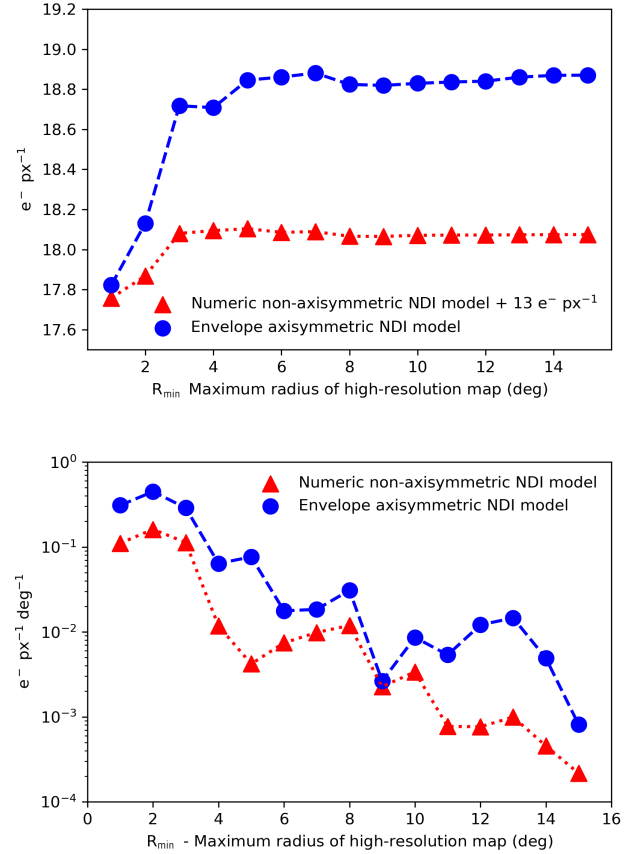 19.2
19.0
18.8
18.6
18.4
18.2
18.0
17.8
17.6
e⁻ px⁻¹
Numeric non-axisymmetric NDI model + 13 e⁻ px⁻¹
Envelope axisymmetric NDI model
2 4 6 8 10 12 14
R_min Maximum radius of high-resolution map (deg)
10⁰
10⁻¹
10⁻²
10⁻³
10⁻⁴
e⁻ px⁻¹ deg⁻¹
Numeric non-axisymmetric NDI model
Envelope axisymmetric NDI model
0 2 4 6 8 10 12 14 16
R_min - Maximum radius of high-resolution map (deg)